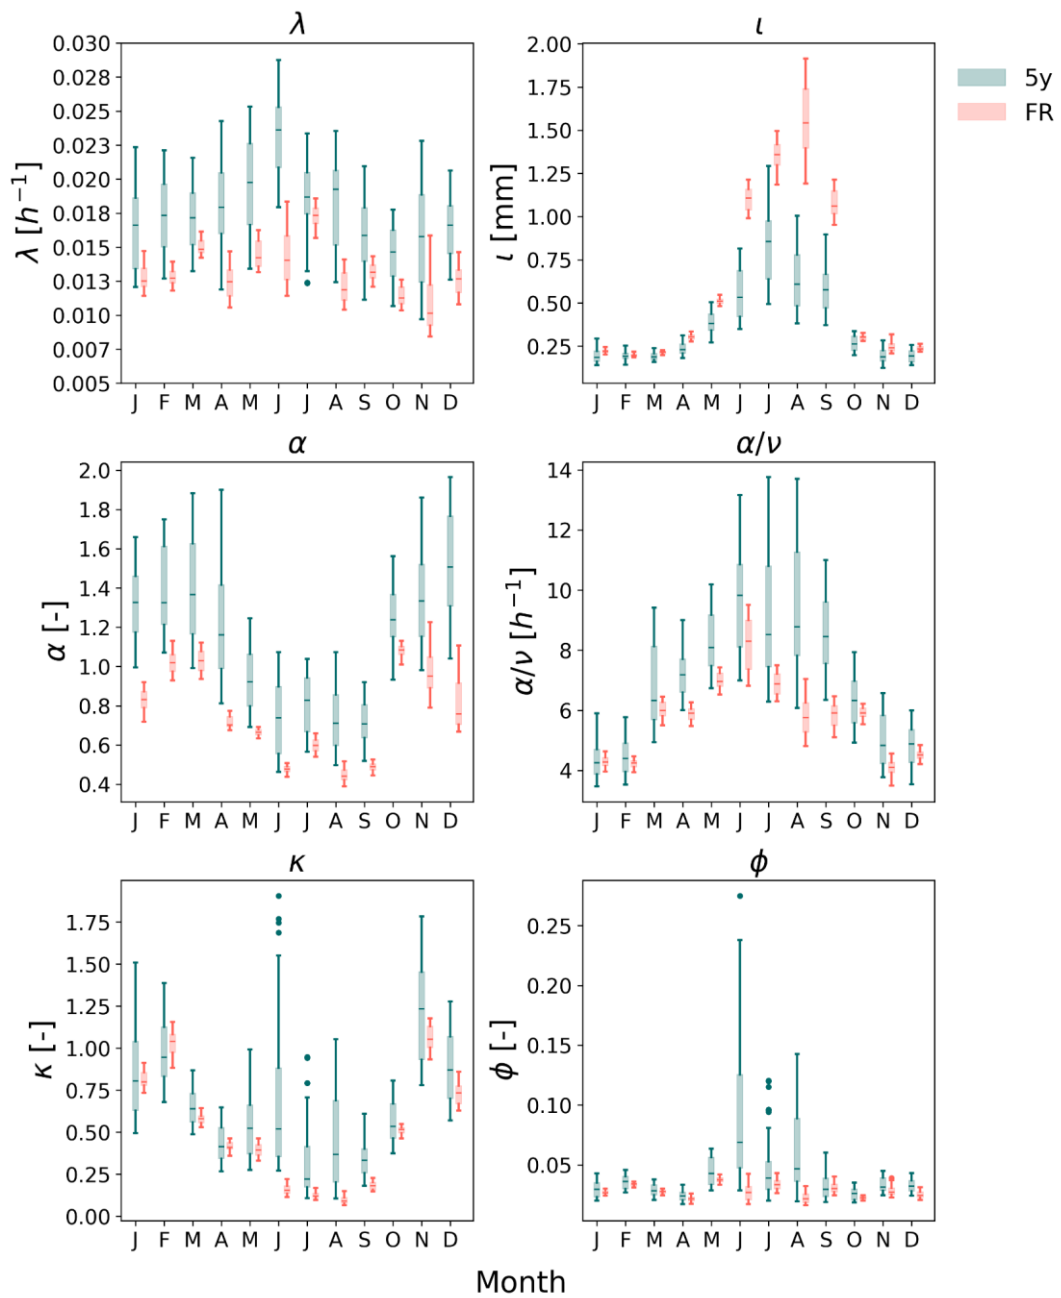 λ
0.030
0.028
0.025
0.023
0.020
0.018
0.015
0.013
0.010
0.007
0.005
λ [h⁻¹]
J F M A M J J A S O N D
ι
2.00
1.75
1.50
1.25
1.00
0.75
0.50
0.25
ι [mm]
J F M A M J J A S O N D
5y
FR
α
2.0
1.8
1.6
1.4
1.2
1.0
0.8
0.6
0.4
α [-]
J F M A M J J A S O N D
α/ν
14
12
10
8
6
4
α/ν [h⁻¹]
J F M A M J J A S O N D
κ
1.75
1.50
1.25
1.00
0.75
0.50
0.25
0.00
κ [-]
J F M A M J J A S O N D
ϕ
0.25
0.20
0.15
0.10
0.05
ϕ [-]
J F M A M J J A S O N D
Month